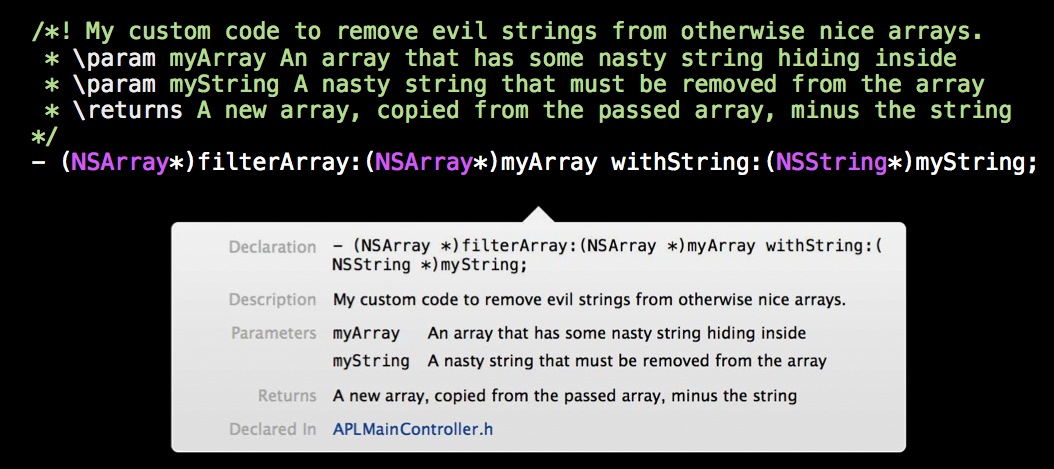 /*! My custom code to remove evil strings from otherwise nice arrays.
* \param myArray An array that has some nasty string hiding inside
* \param myString A nasty string that must be removed from the array
* \returns A new array, copied from the passed array, minus the string
*/
- (NSArray*)filterArray:(NSArray*)myArray withString:(NSString*)myString;
Declaration - (NSArray *)filterArray:(NSArray *)myArray withString:(
NSString *)myString;
Description My custom code to remove evil strings from otherwise nice arrays.
Parameters myArray An array that has some nasty string hiding inside
myString A nasty string that must be removed from the array
Returns A new array, copied from the passed array, minus the string
Declared In APLMainController.h